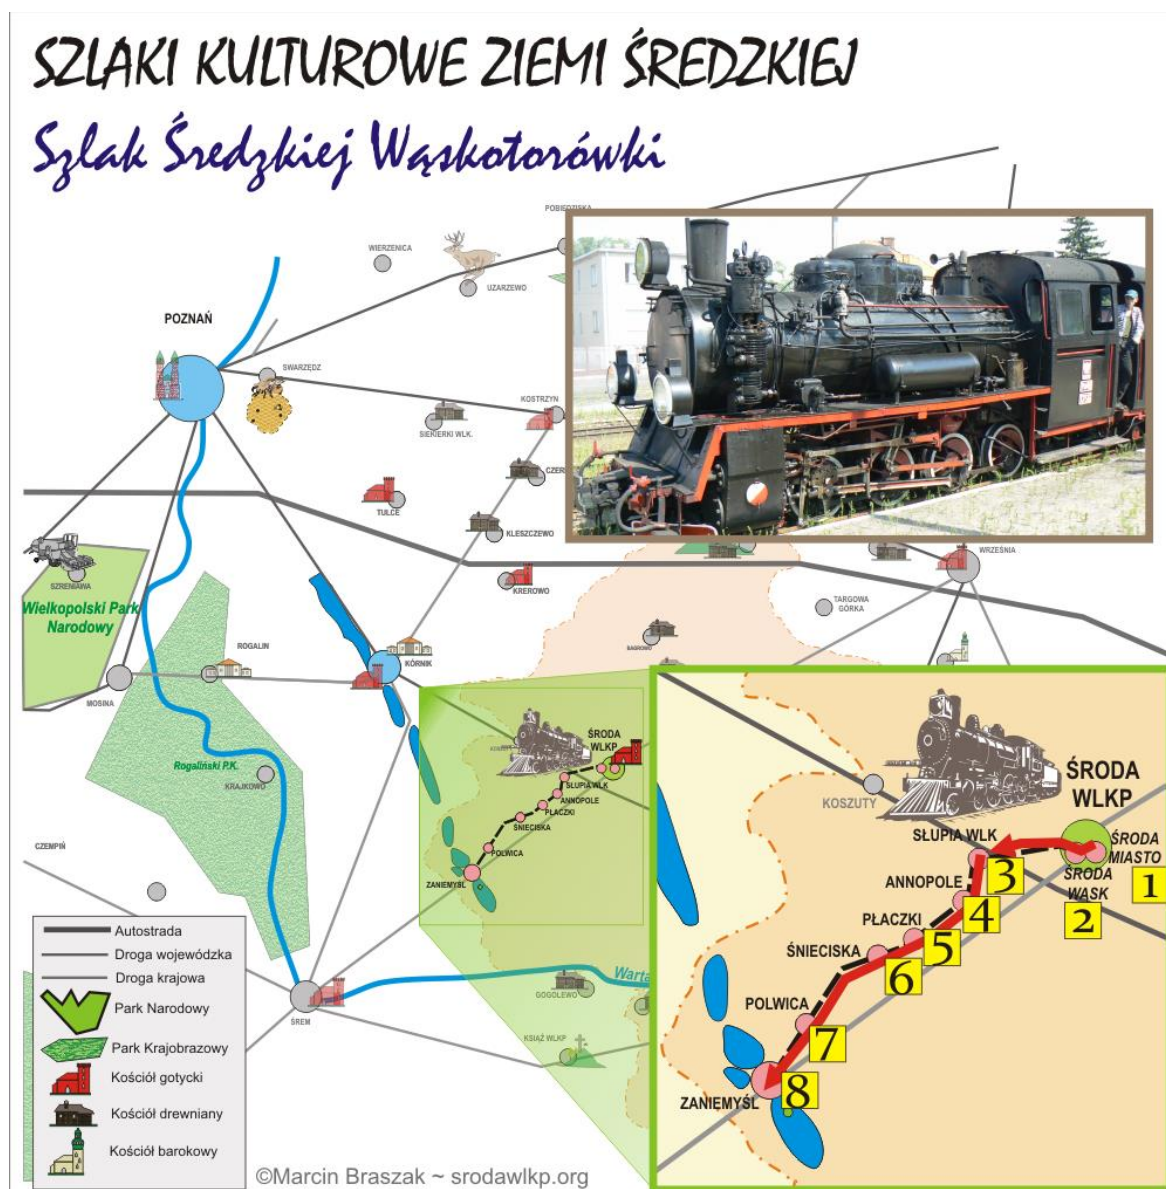 SZLAKI KULTUROWE ZIEMI ŚREDZKIEJ
Szlak Średzkiej Wąskotorówki
POBIEDZISKA
WIERZENICA
UZARZEWO
POZNAŃ
SWARZĘDZ
KOSTRZYN
SIEKIERKI WLK.
CZER
TULCE
KLESZCZEWO
WRZEŚNIA
SZRENIAWA
KREROWO
TARGOWA
GÓRKA
Wielkopolski Park
Narodowy
ROGALIN
KÓRNIK
MOSINA
ŚRODA
WLKP
Rogaliński P.K.
KRAJKOWO
SŁUPIA WLK
ANNOPOLE
PŁACZKI
ŚNIECISKA
POLWICA
ZANIEMYŚL
CZEMPIŃ
KOSZUTY
ŚRODA
WLKP
SŁUPIA WLK
ŚRODA
MIASTO
1
3
ŚRODA
WASK
2
ANNOPOLE
4
PŁACZKI
5
ŚNIECISKA
6
POLWICA
7
ZANIEMYŚL
8
Autostrada
Droga wojewódzka
Droga krajowa
Park Narodowy
Park Krajobrazowy
Kościół gotycki
Kościół drewniany
Kościół barokowy
Warta
GOGOLEWO
ŚREM
KSIĄŻ WLKP
©Marcin Braszak ~ srodawlkp.org